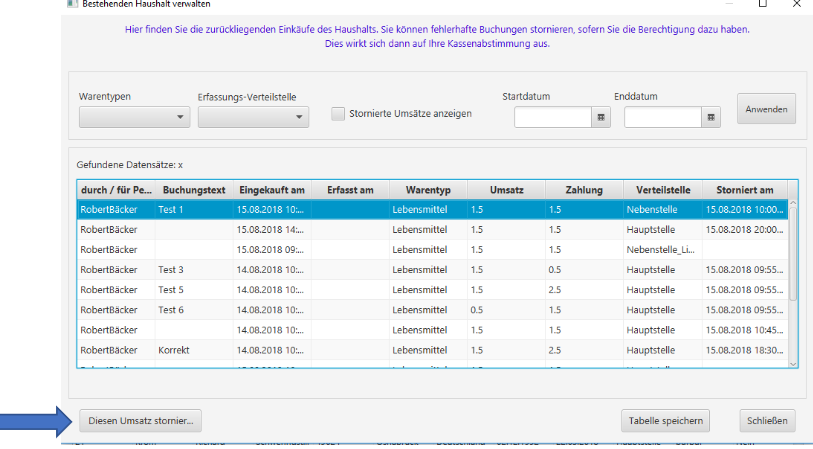 Bestehenden Haushalt verwalten
Hier finden Sie die zurückliegenden Einkäufe des Haushalts. Sie können fehlerhafte Buchungen stornieren, sofern Sie die Berechtigung dazu haben.
Dies wirkt sich dann auf Ihre Kassenabstimmung aus.
Warentypen Erfassungs-Verteilstelle Startdatum Enddatum
Stornierte Umsätze anzeigen Anwenden
Gefundene Datensätze: x
durch / für Pe... Buchungstext Eingekauft am Erfasst am Warentyp Umsatz Zahlung Verteilstelle Storniert am
RobertBäcker Test 1 15.08.2018 10:... Lebensmittel 1.5 1.5 Nebenstelle 15.08.2018 10:00...
RobertBäcker 15.08.2018 14:... Lebensmittel 1.5 1.5 Hauptstelle 15.08.2018 20:00...
RobertBäcker 15.08.2018 09:... Lebensmittel 1.5 1.5 Nebenstelle_Li...
RobertBäcker Test 3 14.08.2018 10:... Lebensmittel 1.5 0.5 Hauptstelle 15.08.2018 09:55...
RobertBäcker Test 5 14.08.2018 10:... Lebensmittel 1.5 2.5 Hauptstelle 15.08.2018 09:55...
RobertBäcker Test 6 14.08.2018 10:... Lebensmittel 0.5 1.5 Hauptstelle 15.08.2018 09:55...
RobertBäcker 14.08.2018 10:... Lebensmittel 1.5 1.5 Hauptstelle 15.08.2018 10:45...
RobertBäcker Korrekt 14.08.2018 10:... Lebensmittel 1.5 2.5 Hauptstelle 15.08.2018 18:30...
Diesen Umsatz stornier... Tabelle speichern Schließen